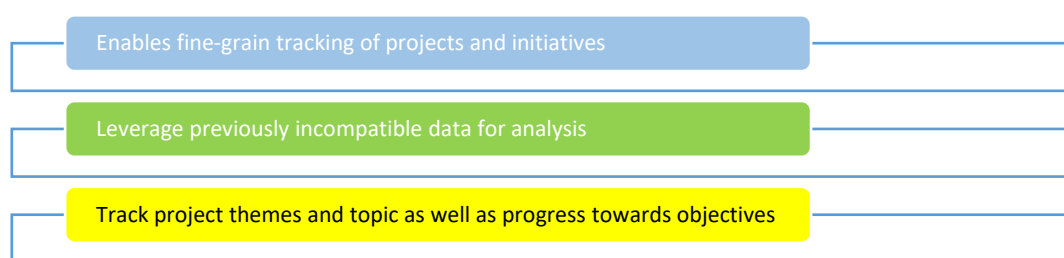 Enables fine-grain tracking of projects and initiatives
Leverage previously incompatible data for analysis
Track project themes and topic as well as progress towards objectives